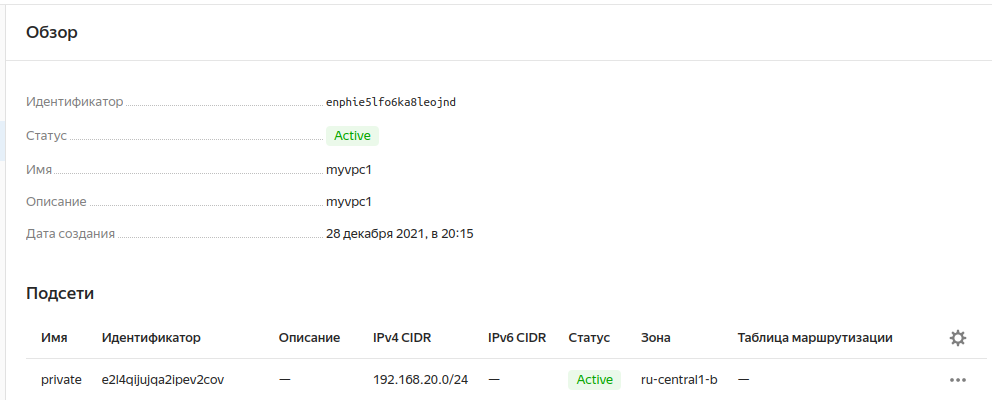 Обзор
Идентификатор enphie5lfo6ka8leojnd
Статус Active
Имя myvpc1
Описание myvpc1
Дата создания 28 декабря 2021, в 20:15
Подсети
Имя Идентификатор Описание IPv4 CIDR IPv6 CIDR Статус Зона Таблица маршрутизации
private e2l4qijujqa2ipev2cov — 192.168.20.0/24 — Active ru-central1-b —